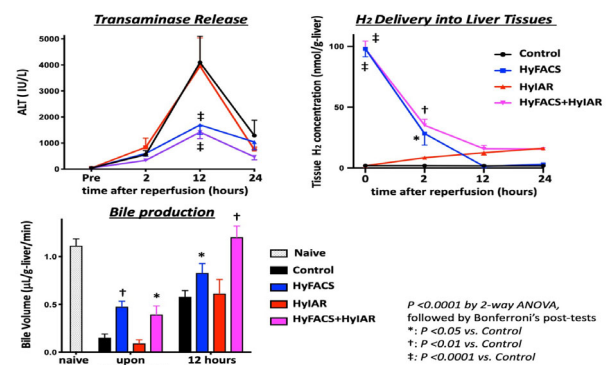 Transaminase Release
5000
4000
3000
2000
1000
0
ALT ( IU/L)
‡
‡
Pre 2 12 24
time after reperfusion (hours)
H₂ Delivery into Liver Tissues
100
50
0
Tissue H₂ concentration (nmol/g-liver)
‡
‡
†
*
0 2 12 24
time after reperfusion (hours)
Control
HyFACS
HyIAR
HyFACS+HyIAR
Bile production
1.0
0.5
0.0
Bile Volume (µL/g-liver/min)
†
*
*
†
naive upon 12 hours
Naive
Control
HyFACS
HyIAR
HyFACS+HyIAR
P <0.0001 by 2-way ANOVA,
followed by Bonferroni's post-tests
*: P <0.05 vs. Control
†: P <0.01 vs. Control
‡: P <0.0001 vs. Control